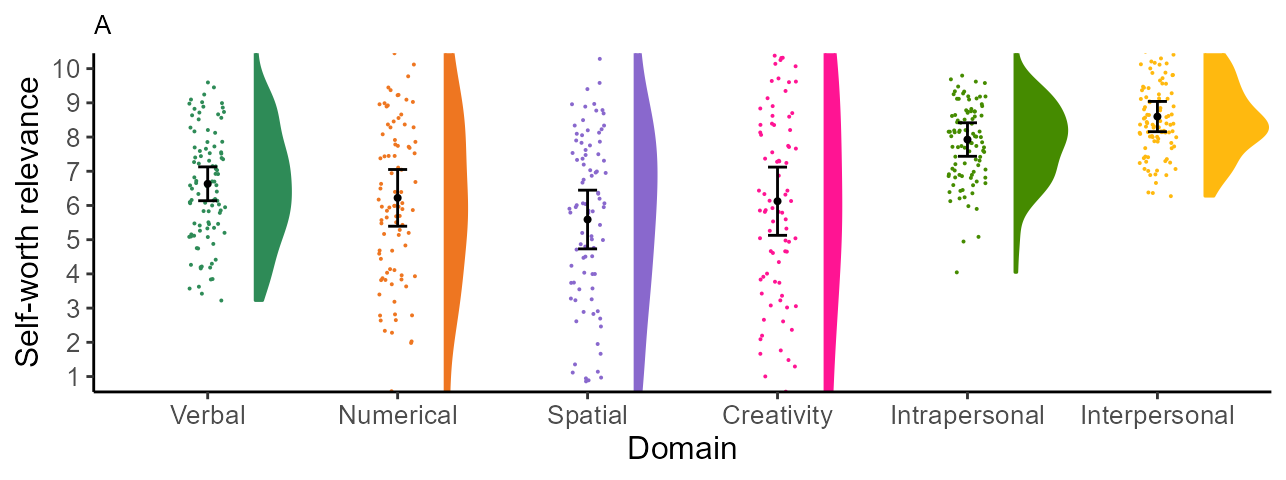 A
Self-worth relevance
10
9
8
7
6
5
4
3
2
1
Verbal Numerical Spatial Creativity Intrapersonal Interpersonal
Domain